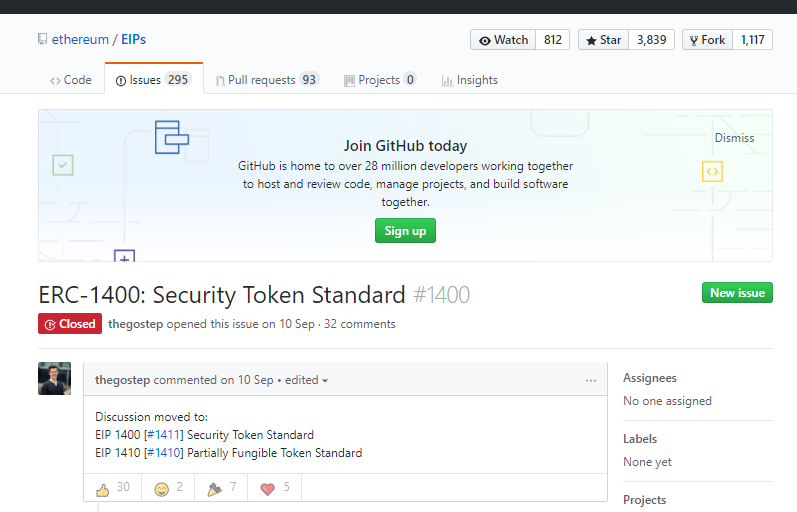 ethereum / EIPs
Watch 812 Star 3,839 Fork 1,117
Code Issues 295 Pull requests 93 Projects 0 Insights
Join GitHub today
Dismiss
GitHub is home to over 28 million developers working together
to host and review code, manage projects, and build software
together.
Sign up
ERC-1400: Security Token Standard #1400
New issue
Closed thegostep opened this issue on 10 Sep · 32 comments
thegostep commented on 10 Sep • edited
Discussion moved to:
EIP 1400 [#1411] Security Token Standard
EIP 1410 [#1410] Partially Fungible Token Standard
30 2 7 5
Assignees
No one assigned
Labels
None yet
Projects